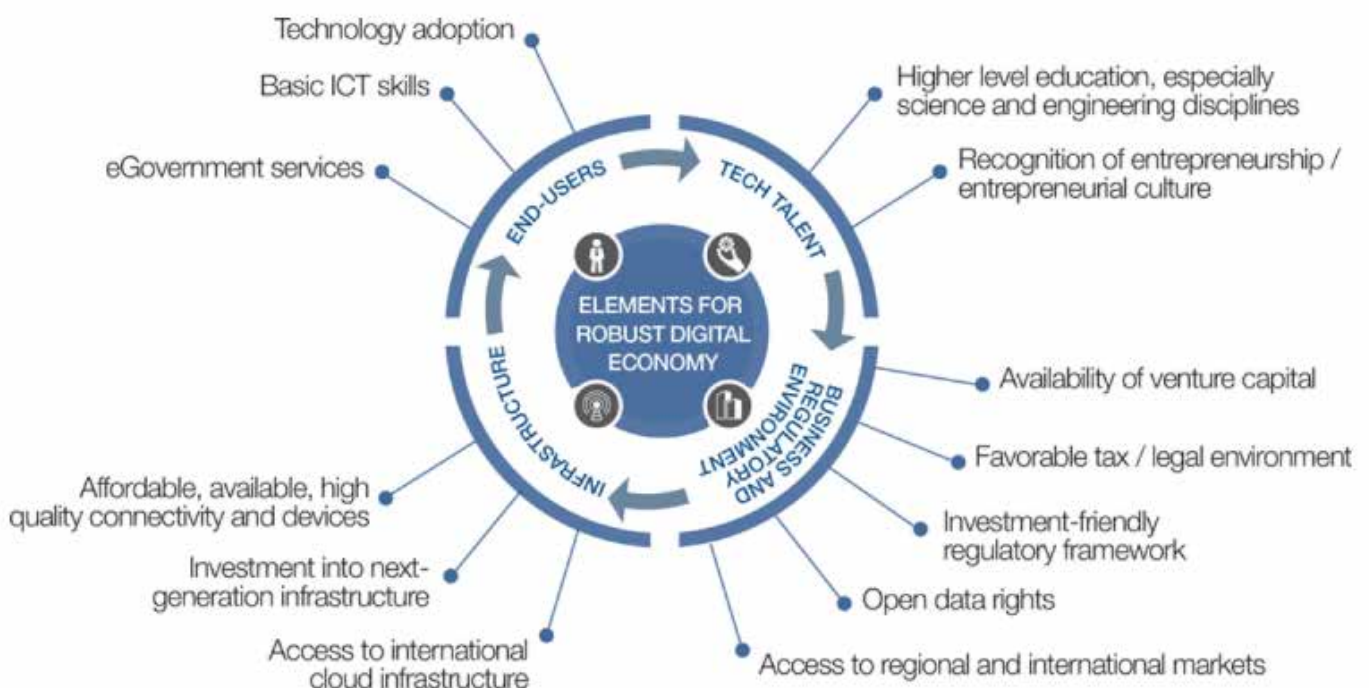 Technology adoption
Basic ICT skills
eGovernment services
Higher level education, especially
science and engineering disciplines
Recognition of entrepreneurship /
entrepreneurial culture
END-USERS
TECH TALENT
ELEMENTS FOR
ROBUST DIGITAL
ECONOMY
INFRASTRUCTURE
BUSINESS AND
REGULATORY
ENVIRONMENT
Availability of venture capital
Favorable tax / legal environment
Investment-friendly
regulatory framework
Open data rights
Access to regional and international markets
Affordable, available, high
quality connectivity and devices
Investment into next-
generation infrastructure
Access to international
cloud infrastructure